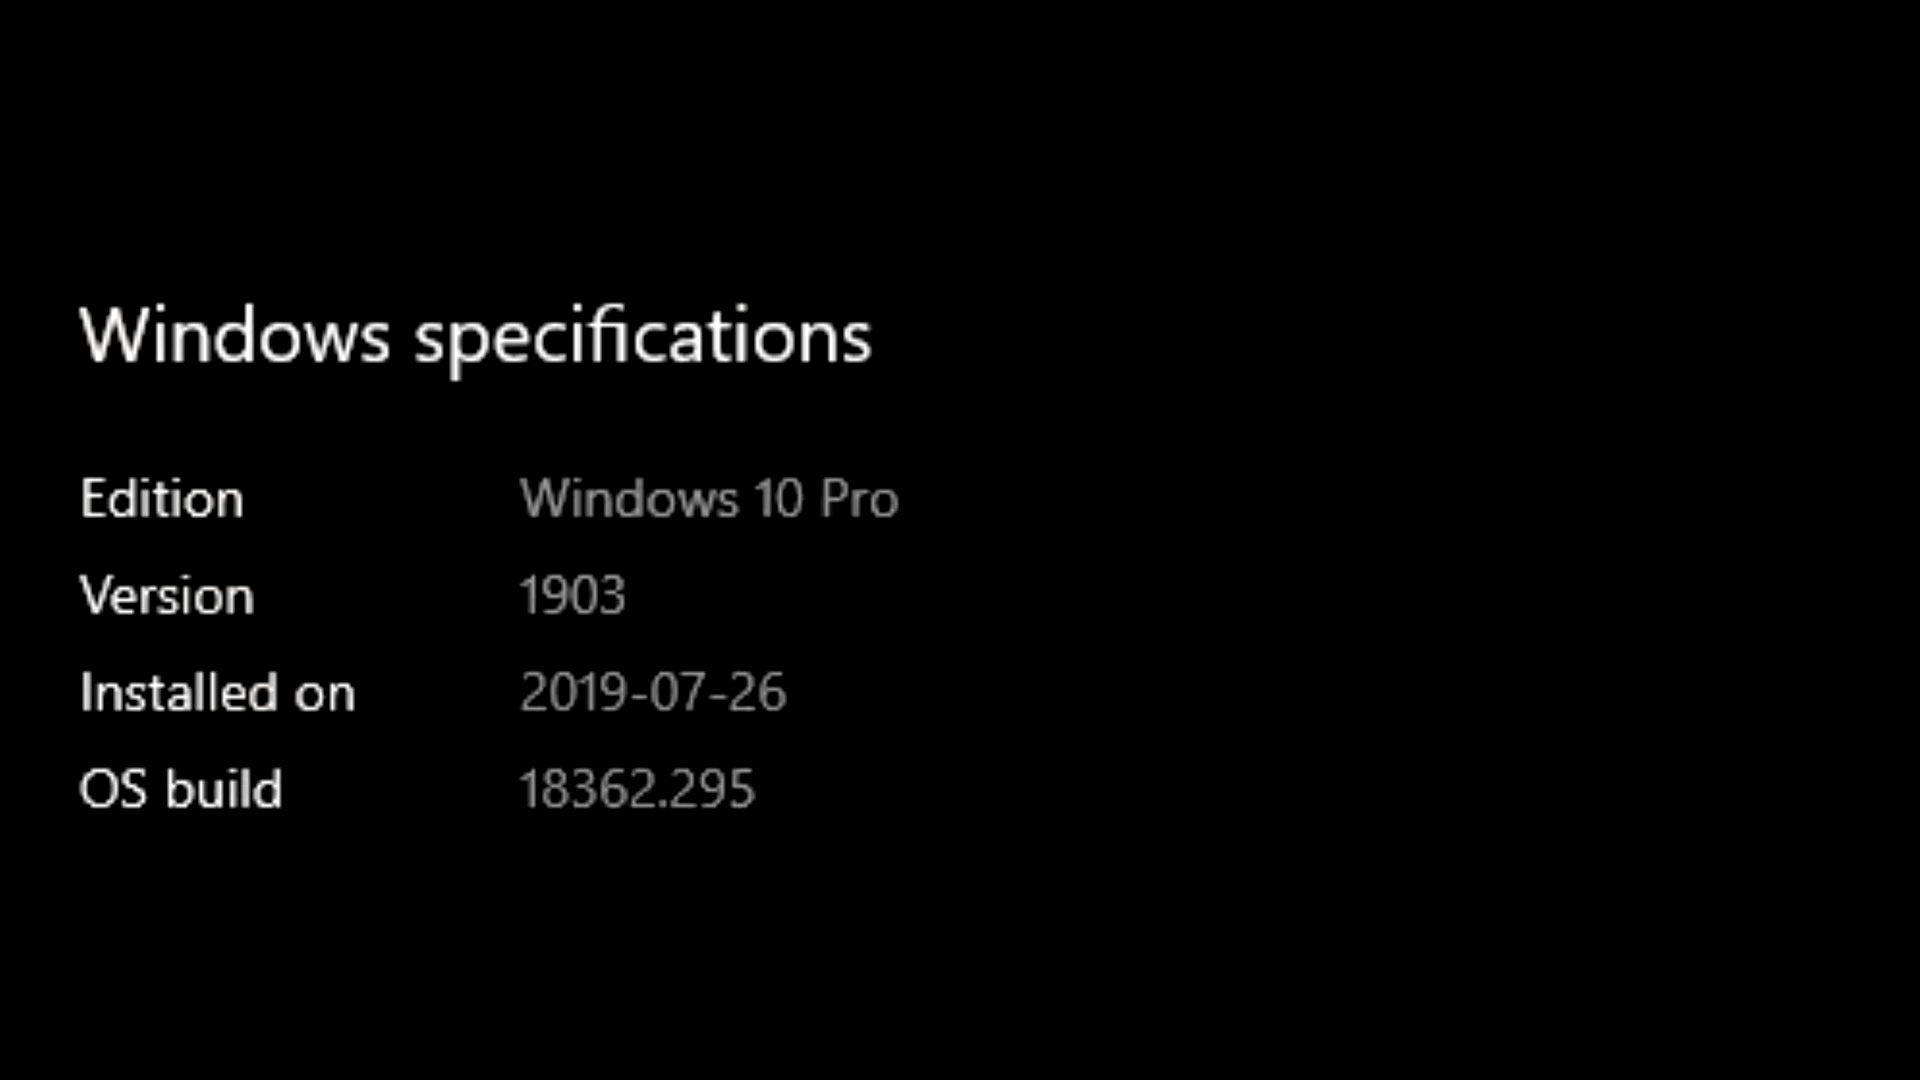 Windows specifications
Edition Windows 10 Pro
Version 1903
Installed on 2019-07-26
OS build 18362.295